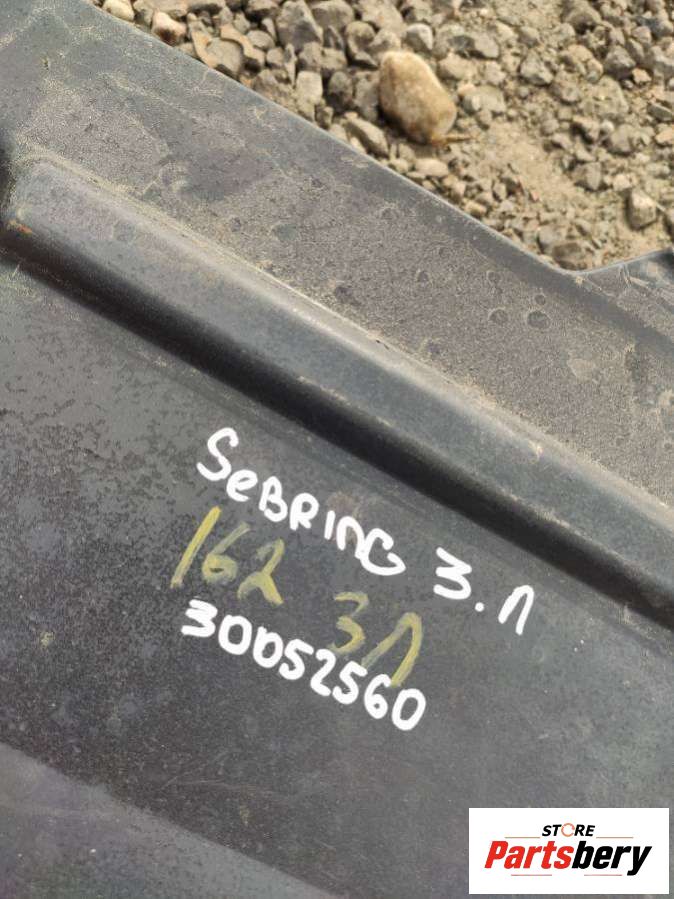 SeBRING 3.Л
162 3Л
30052560
STORE
Partsbery